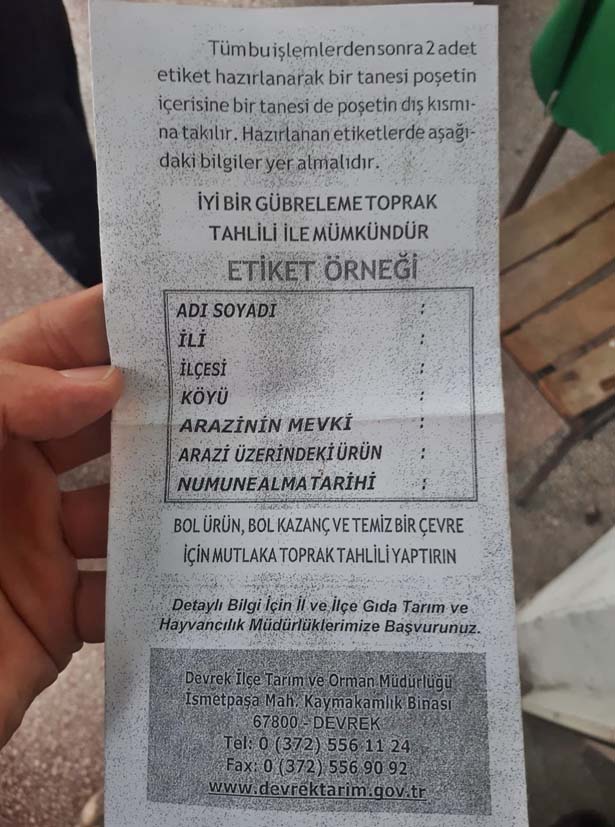 Tüm bu işlemlerden sonra 2 adet
etiket hazırlanarak bir tanesi poşetin
içerisine bir tanesi de poşetin dış kısmı-
na takılır. Hazırlanan etiketlerde aşağı-
daki bilgiler yer almalıdır.
İYİ BİR GÜBRELEME TOPRAK
TAHLİLİ İLE MÜMKÜNDÜR
ETİKET ÖRNEĞİ
ADI SOYADI :
İLİ :
İLÇESİ :
KÖYÜ :
ARAZİNİN MEVKİ :
ARAZİ ÜZERİNDEKİ ÜRÜN :
NUMUNE ALMA TARİHİ :
BOL ÜRÜN, BOL KAZANÇ VE TEMİZ BİR ÇEVRE
İÇİN MUTLAKA TOPRAK TAHLİLİ YAPTIRIN
Detaylı Bilgi İçin İl ve İlçe Gıda Tarım ve
Hayvancılık Müdürlüklerimize Başvurunuz.
Devrek İlçe Tarım ve Orman Müdürlüğü
İsmetpaşa Mah. Kaymakamlık Binası
67800 - DEVREK
Tel: 0 (372) 556 11 24
Fax: 0 (372) 556 90 92
www.devrektarim.gov.tr